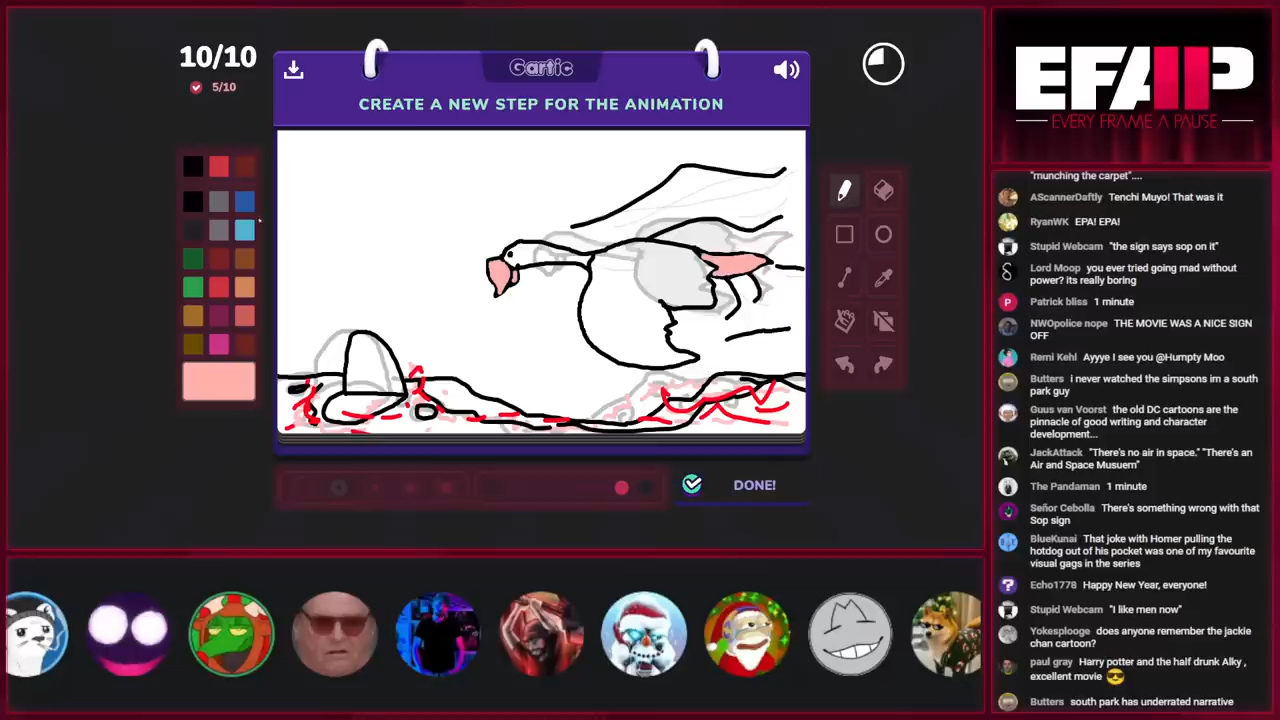 10/10
5/10
Gartic
CREATE A NEW STEP FOR THE ANIMATION
DONE!
EFAP
EVERY FRAME A PAUSE
"munching the carpet"....
AScannerDaftly Tenchi Muyo! That was it
RyanWK EPA! EPA!
Stupid Webcam "the sign says sop on it"
Lord Moop you ever tried going mad without
power? its really boring
Patrick bliss 1 minute
NWOpolice nope THE MOVIE WAS A NICE SIGN
OFF
Remi Kehl Ayyye I see you @Humpty Moo
Butters i never watched the simpsons im a south
park guy
Guus van Voorst the old DC cartoons are the
pinnacle of good writing and character
development...
JackAttack "There's no air in space." "There's an
Air and Space Musuem"
The Pandaman 1 minute
Señor Cebolla There's something wrong with that
Sop sign
BlueKunai That joke with Homer pulling the
hotdog out of his pocket was one of my favourite
visual gags in the series
Echo1778 Happy New Year, everyone!
Stupid Webcam "I like men now"
Yokesplooge does anyone remember the jackie
chan cartoon?
paul gray Harry potter and the half drunk Alky ,
excellent movie 😎
Butters south park has underrated narrative